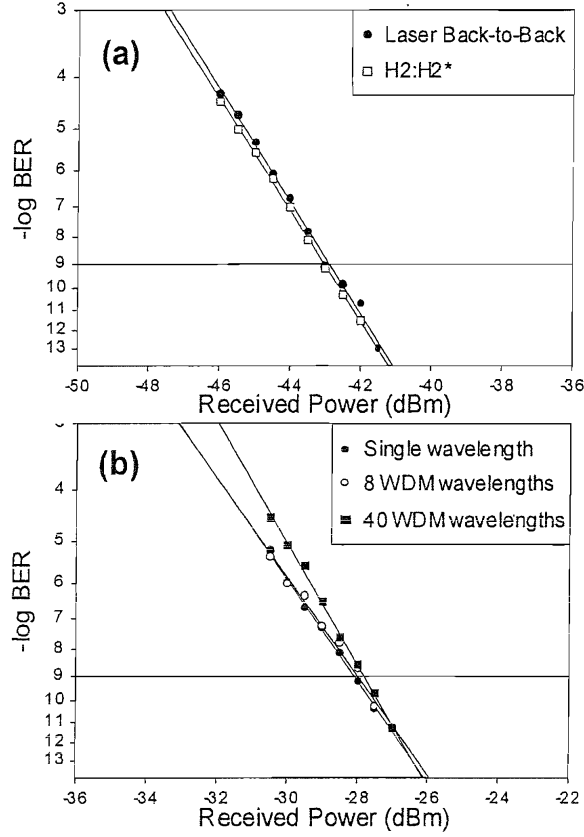 (a)
Laser Back-to-Back
H2:H2*
3
4
5
6
7
8
9
10
11
12
13
-log BER
-50 -48 -46 -44 -42 -40 -38 -36
Received Power (dBm)
(b)
Single wavelength
8 WDM wavelengths
40 WDM wavelengths
3
4
5
6
7
8
9
10
11
12
13
-log BER
-36 -34 -32 -30 -28 -26 -24 -22
Received Power (dBm)